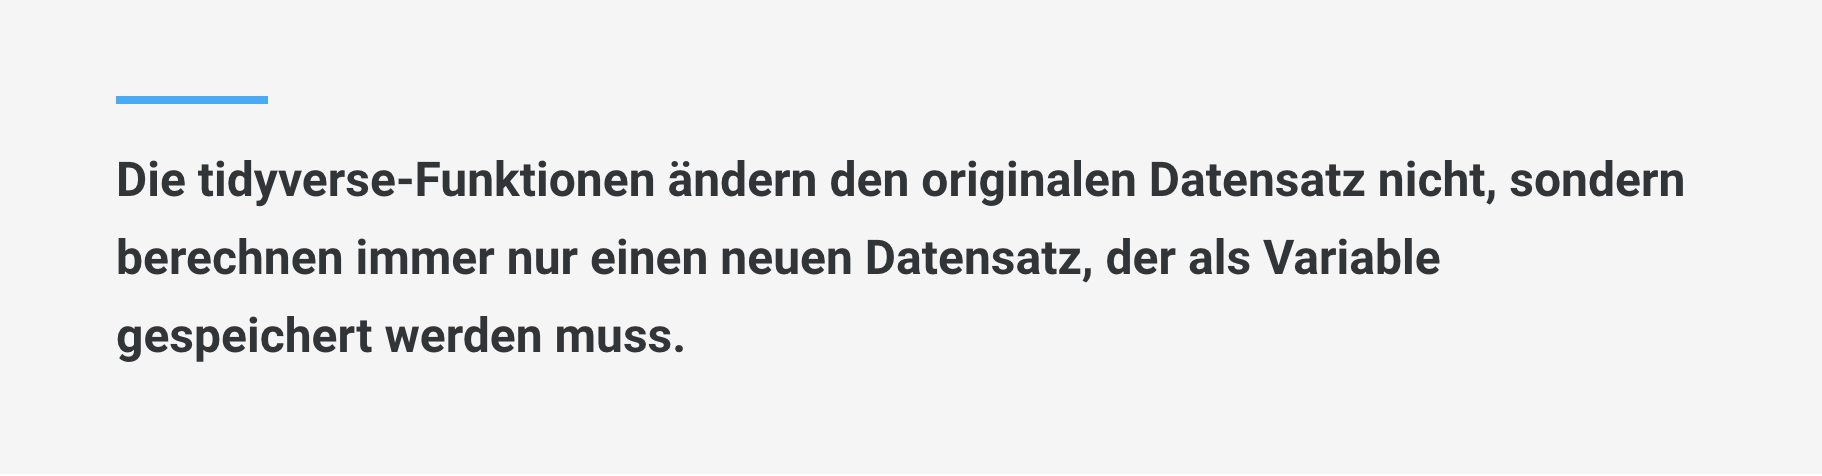 Die tidyverse-Funktionen ändern den originalen Datensatz nicht, sondern
berechnen immer nur einen neuen Datensatz, der als Variable
gespeichert werden muss.